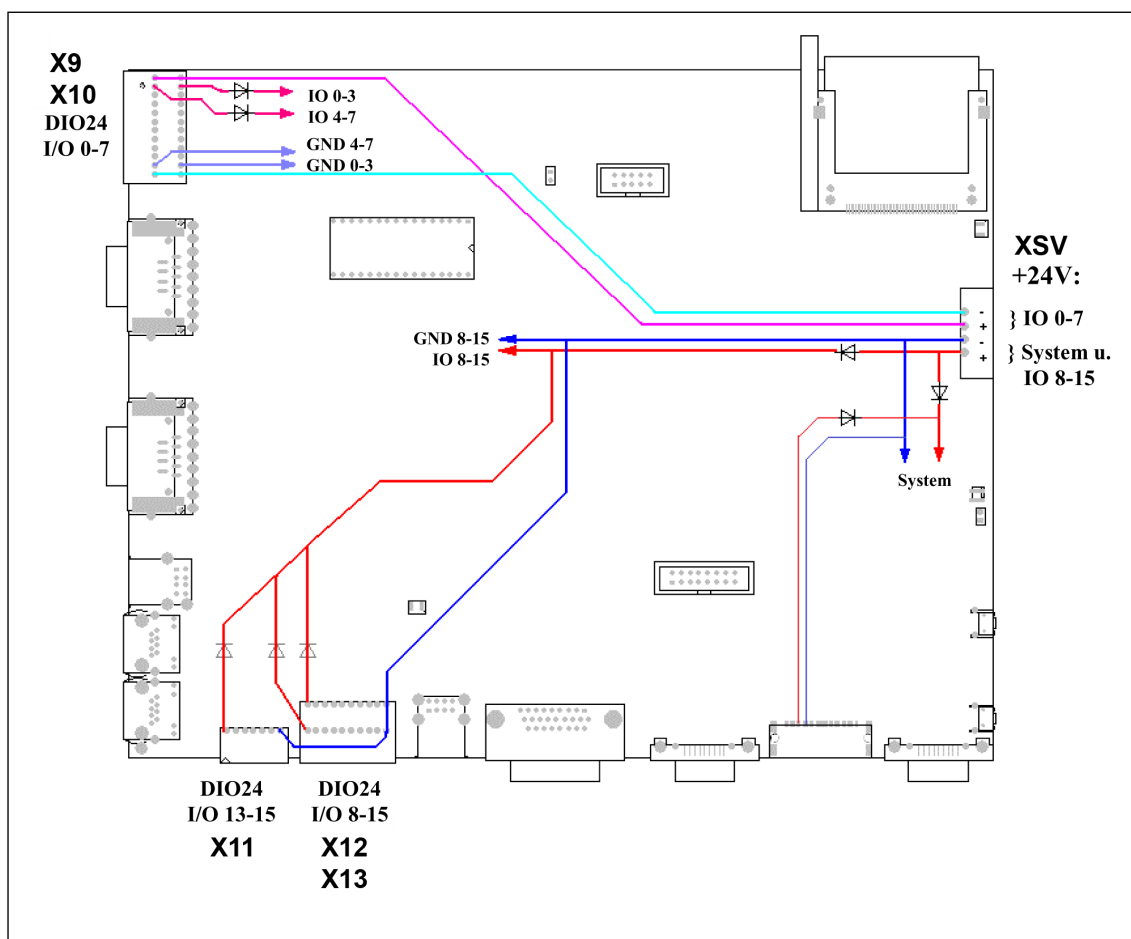 X9
X10
DIO24
I/O 0-7
IO 0-3
IO 4-7
GND 4-7
GND 0-3
XSV
+24V:
-
+
-
+
} IO 0-7
} System u.
IO 8-15
GND 8-15
IO 8-15
System
DIO24
I/O 13-15
X11
DIO24
I/O 8-15
X12
X13